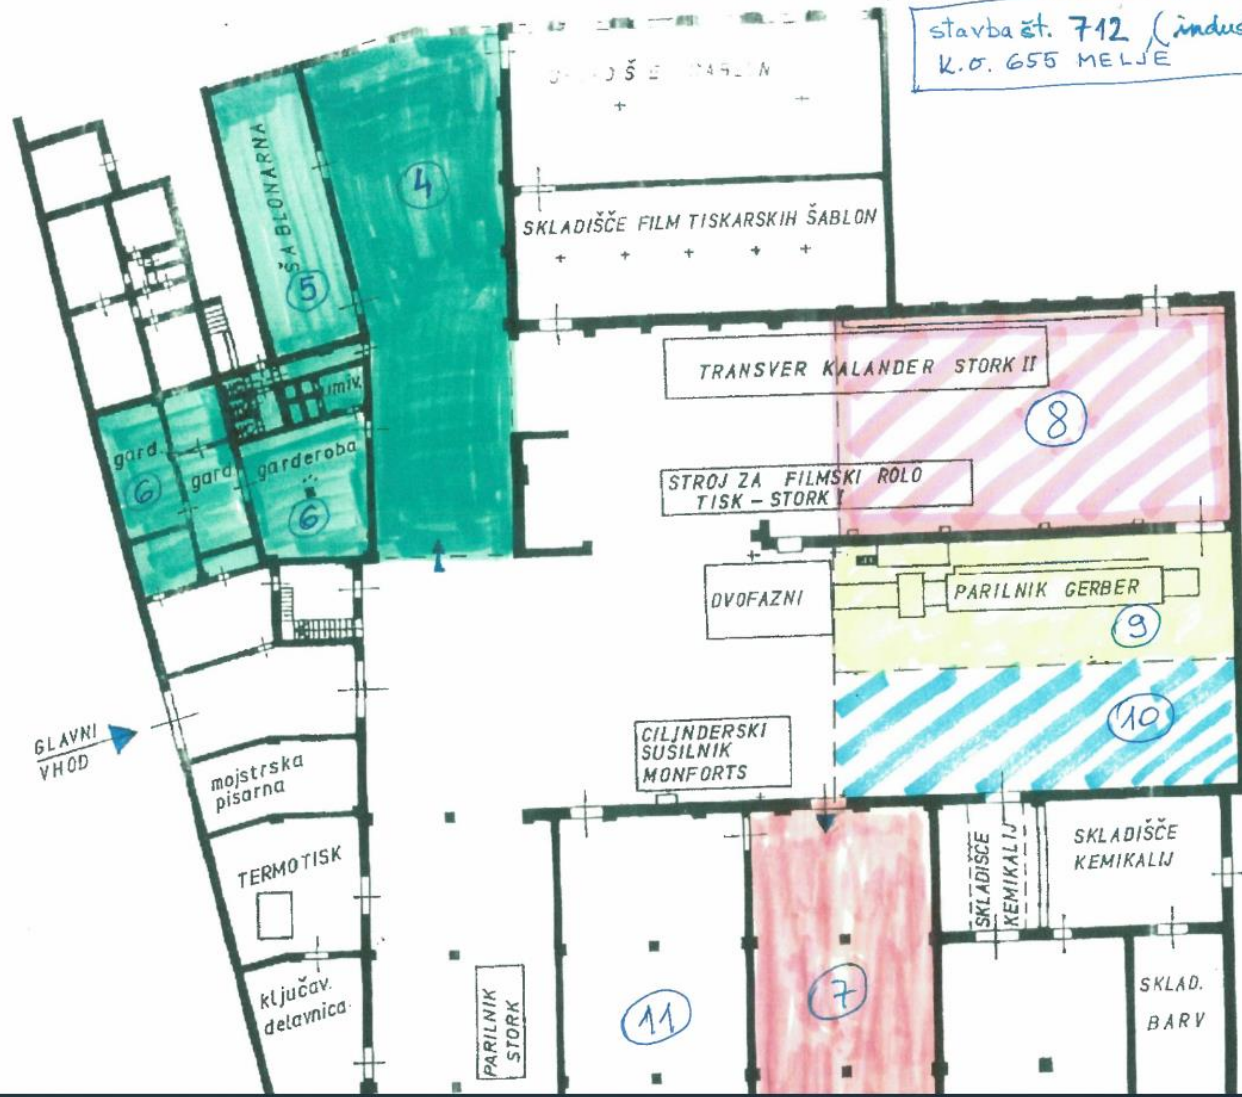 stavba št. 712 (indus
K.O. 655 MELJE
ŠABLONARNA
4
5
SKLADIŠČE FILM TISKARSKIH ŠABLON
TRANSVER KALANDER STORK II
8
STROJ ZA FILMSKI ROLO
TISK - STORK I
umiv.
gard.
6
gard.
garderoba
6
DVOFAZNI
PARILNIK GERBER
9
10
GLAVNI
VHOD
CILINDERSKI
SUSILNIK
MONFORTS
mojstrska
pisarna
TERMOTISK
SKLADIŠČE
KEMIKALIJ
SKLADIŠČE
KEMIKALIJ
ključav.
delavnica
PARILNIK
STORK
11
7
SKLAD.
BARV